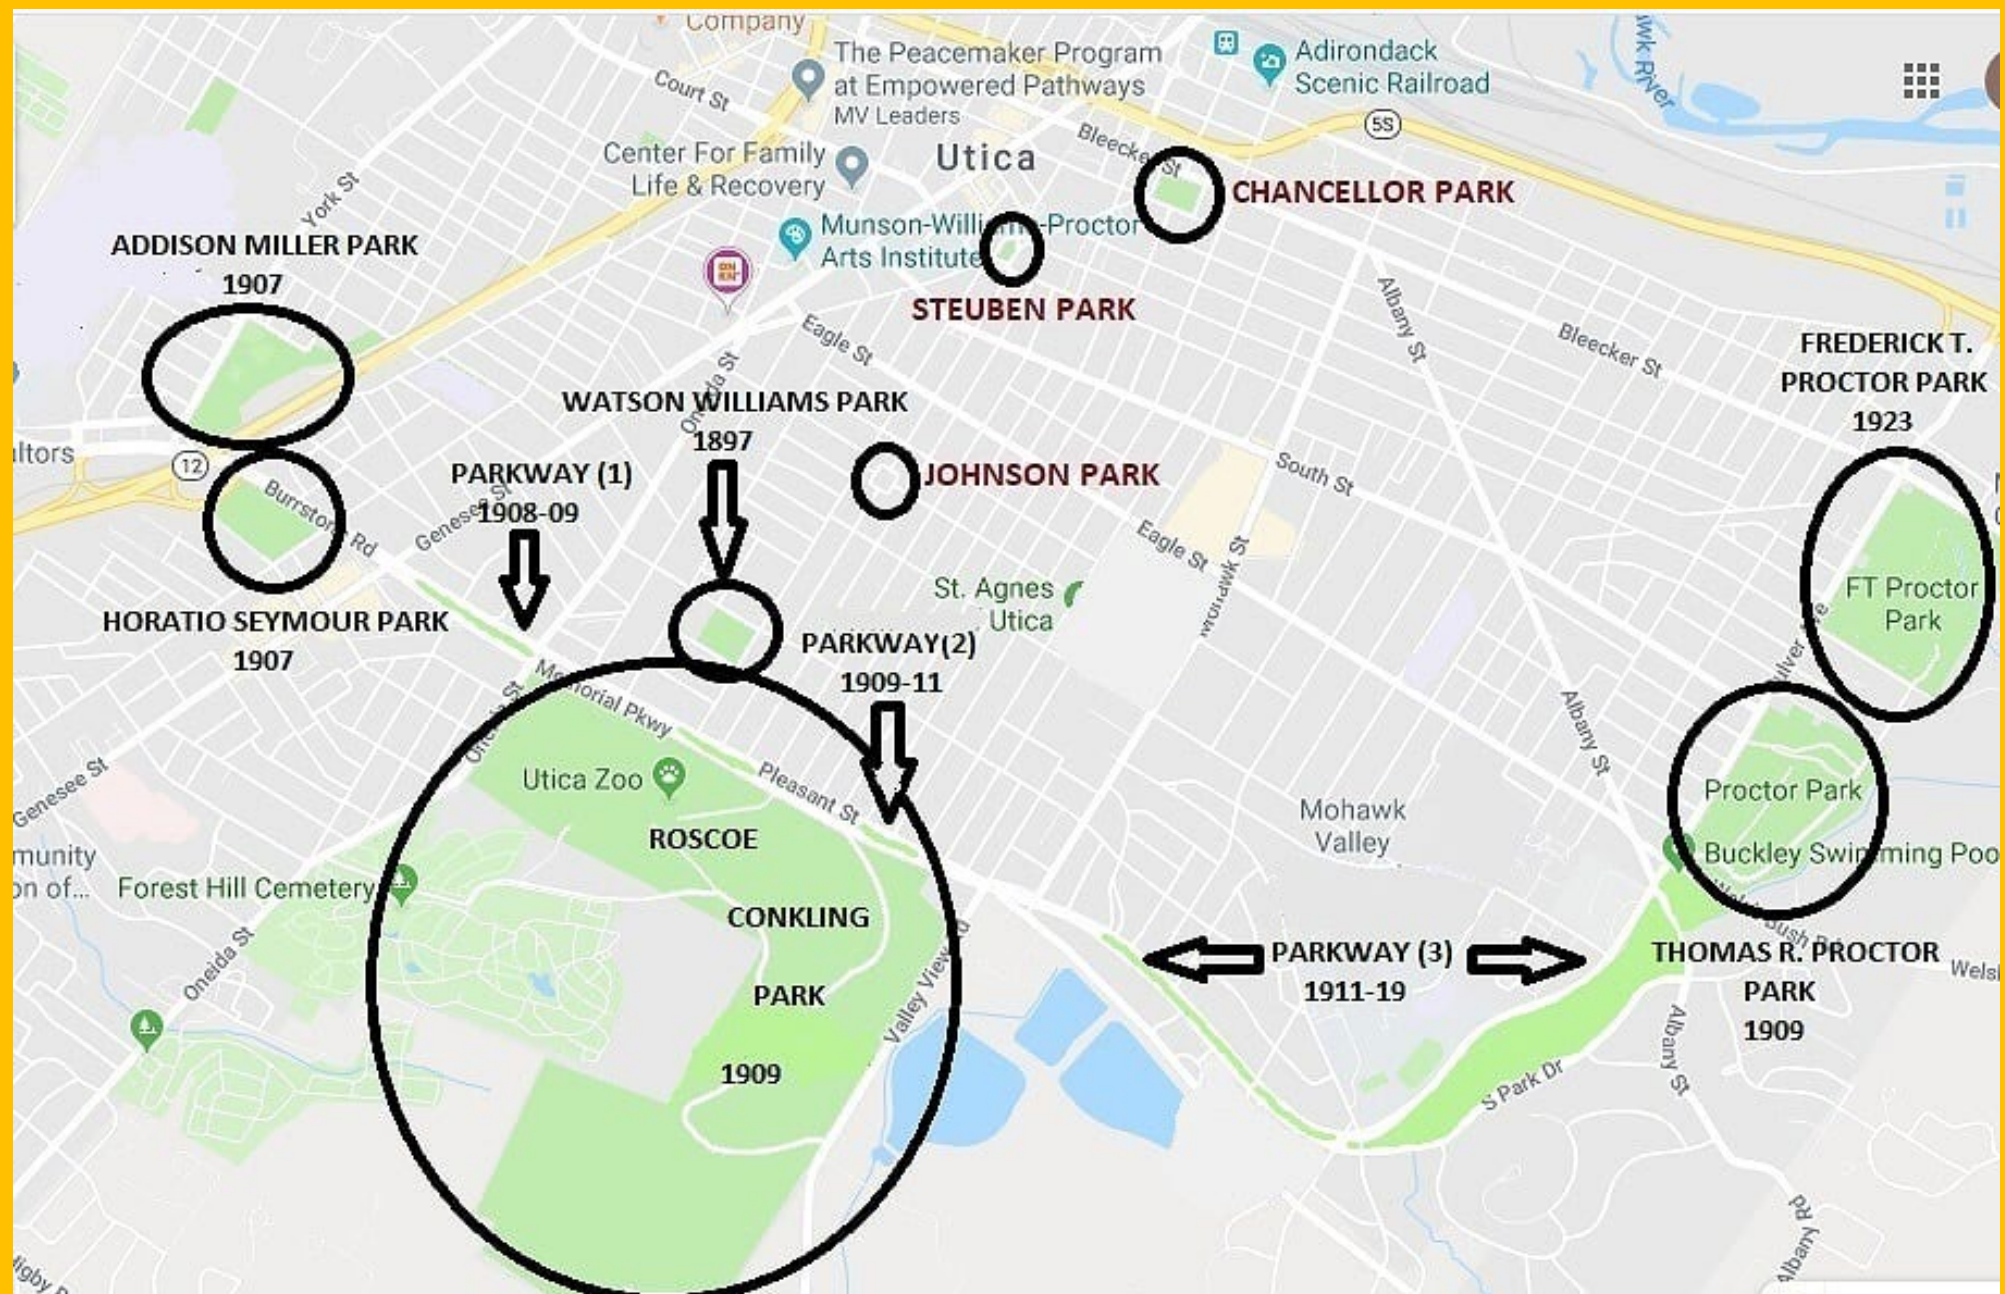 Company
The Peacemaker Program
at Empowered Pathways
MV Leaders
Adirondack
Scenic Railroad
Court St
5S
Bleecker St
Center For Family
Life & Recovery
Utica
York St
CHANCELLOR PARK
Munson-Williams-Proctor
Arts Institute
ADDISON MILLER PARK
1907
STEUBEN PARK
Eagle St
Albany St
Bleecker St
FREDERICK T.
PROCTOR PARK
1923
Oneida St
WATSON WILLIAMS PARK
1897
12
PARKWAY (1)
1908-09
JOHNSON PARK
South St
Burrstone Rd
Genesee St
Eagle St
Mohawk St
St. Agnes
Utica
FT Proctor
Park
HORATIO SEYMOUR PARK
1907
PARKWAY(2)
1909-11
Memorial Pkwy
Oneida St
Albany St
Utica Zoo
Pleasant St
Proctor Park
Genesee St
Mohawk
Valley
ROSCOE
CONKLING
PARK
1909
Buckley Swimming Poo
Forest Hill Cemetery
Oneida St
Valley View Rd
PARKWAY (3)
1911-19
THOMAS R. PROCTOR
PARK
1909
Albany St
S Park Dr
Albany Rd